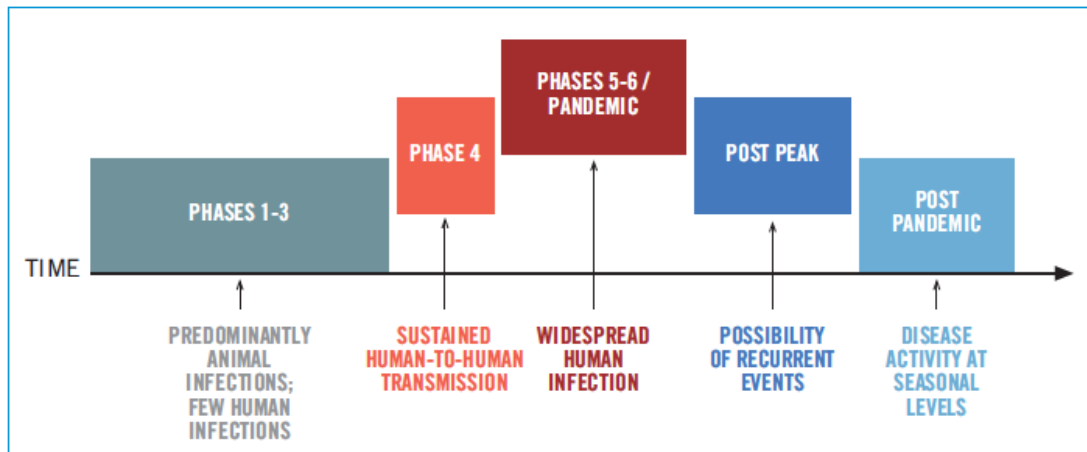 PHASES 5-6 /
PANDEMIC
PHASE 4
POST PEAK
PHASES 1-3
POST
PANDEMIC
TIME
PREDOMINANTLY
ANIMAL
INFECTIONS;
FEW HUMAN
INFECTIONS
SUSTAINED
HUMAN-TO-HUMAN
TRANSMISSION
WIDESPREAD
HUMAN
INFECTION
POSSIBILITY
OF RECURRENT
EVENTS
DISEASE
ACTIVITY AT
SEASONAL
LEVELS